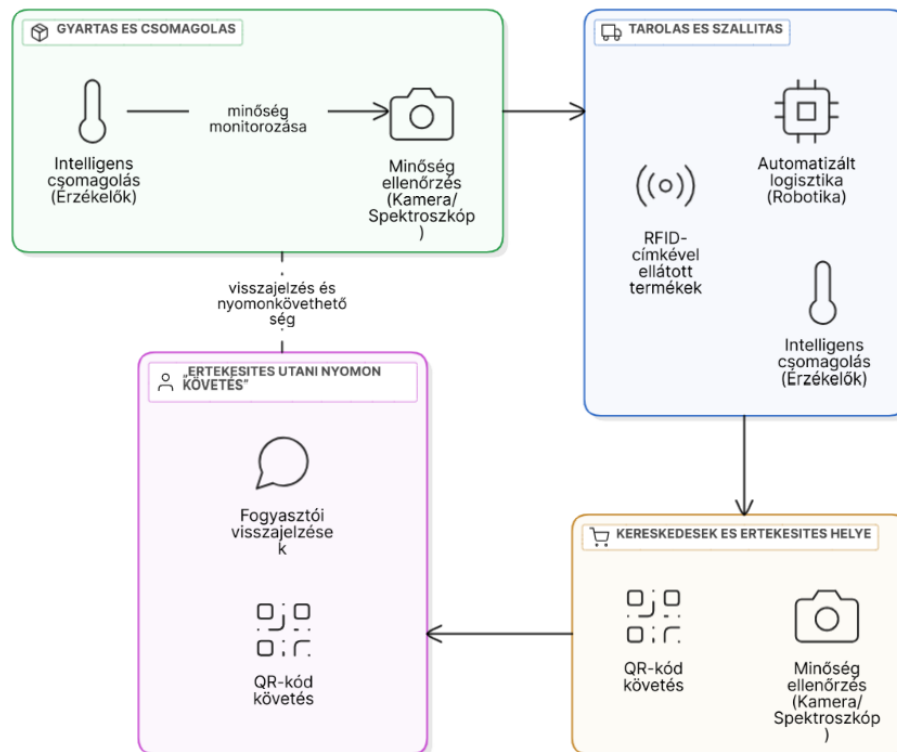 GYARTAS ES CSOMAGOLAS
minőség
monitorozása
Intelligens
csomagolás
(Érzékelők)
Minőség
ellenőrzés
(Kamera/
Spektroszkóp
)
TAROLAS ES SZALLITAS
Automatizált
logisztika
(Robotika)
RFID-
címkével
ellátott
termékek
Intelligens
csomagolás
(Érzékelők)
visszajelzés és
nyomonkövethető
ség
„ERTEKESITES UTANI NYOMON
KÖVETÉS”
Fogyasztói
visszajelzése
k
QR-kód
követés
KERESKEDESEK ES ERTEKESITES HELYE
QR-kód
követés
Minőség
ellenőrzés
(Kamera/
Spektroszkóp
)